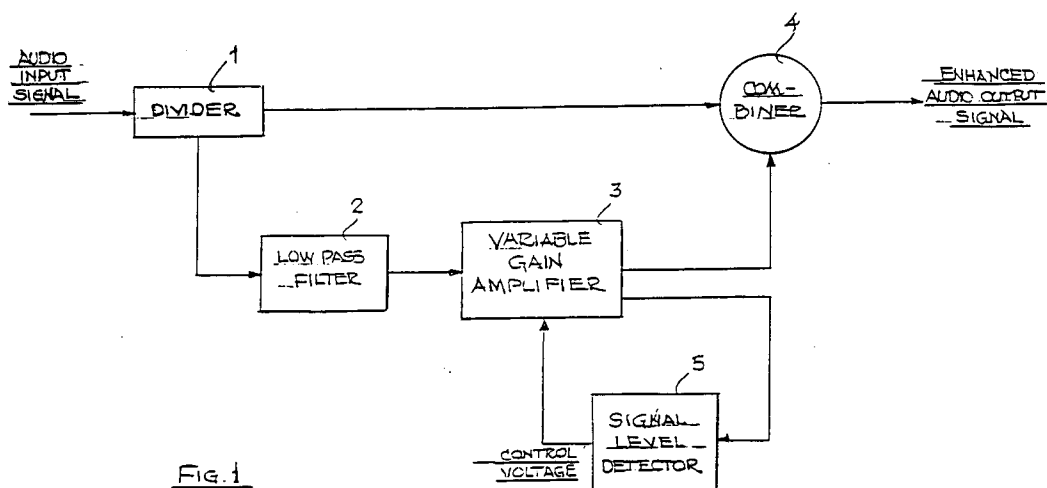 4
AUDIO
INPUT
SIGNAL
1
DIVIDER
COM-
BINER
ENHANCED
AUDIO OUTPUT
SIGNAL
2
LOW PASS
FILTER
3
VARIABLE
GAIN
AMPLIFIER
5
SIGNAL
LEVEL
DETECTOR
CONTROL
VOLTAGE
FIG. 1